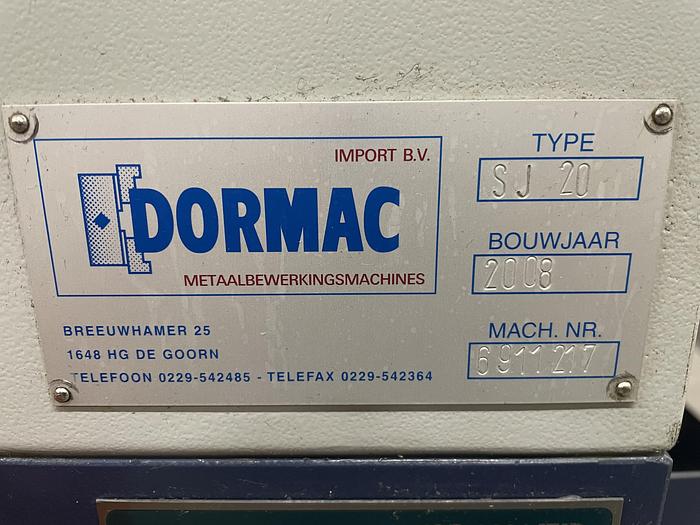 IMPORT B.V.
DORMAC
METAALBEWERKINGSMACHINES
BREEUWHAMER 25
1648 HG DE GOORN
TELEFOON 0229-542485 - TELEFAX 0229-542364
TYPE
SJ 20
BOUWJAAR
2008
MACH. NR.
6911217